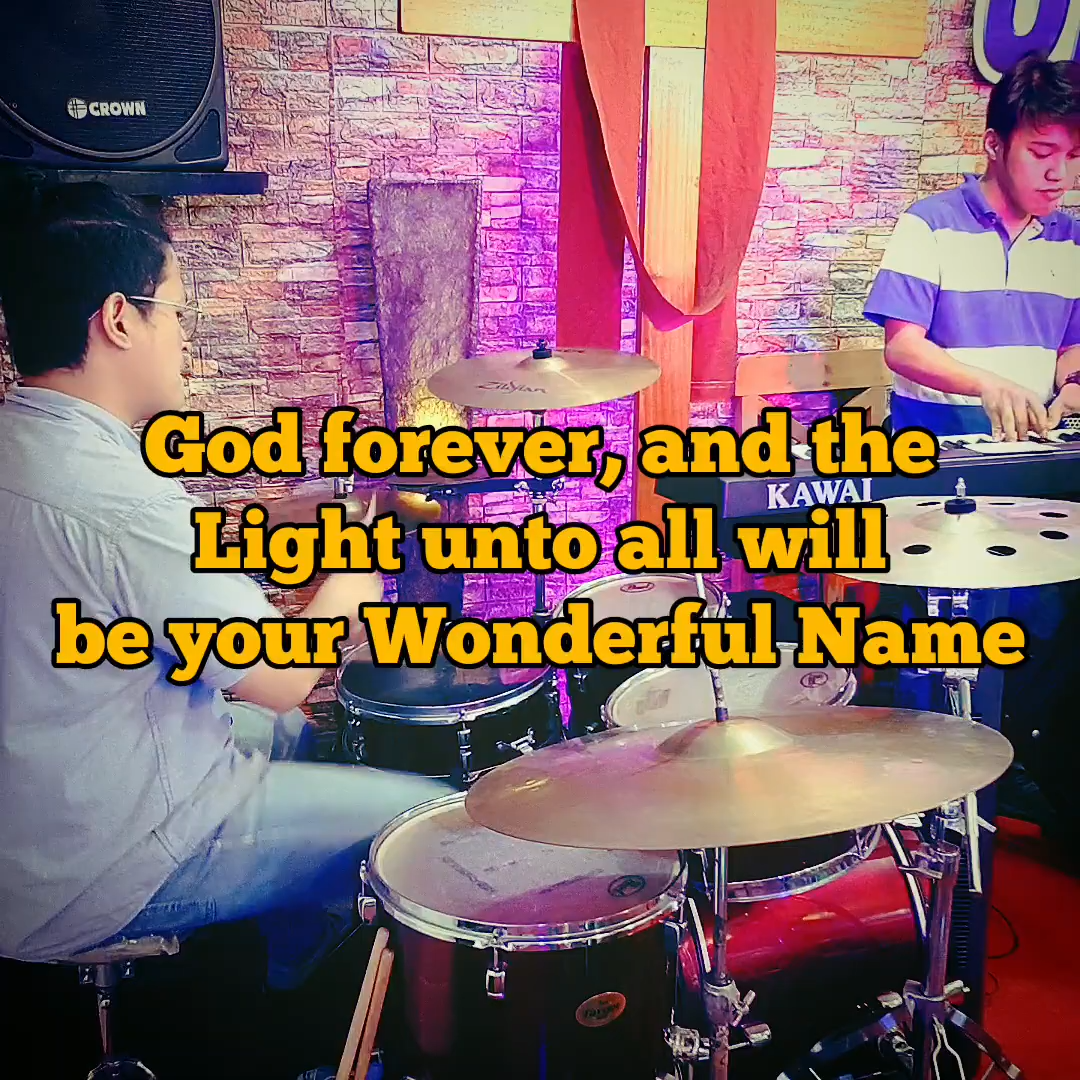 CROWN
Zildjian
God forever, and the
KAWAI
Light unto all will
be your Wonderful Name